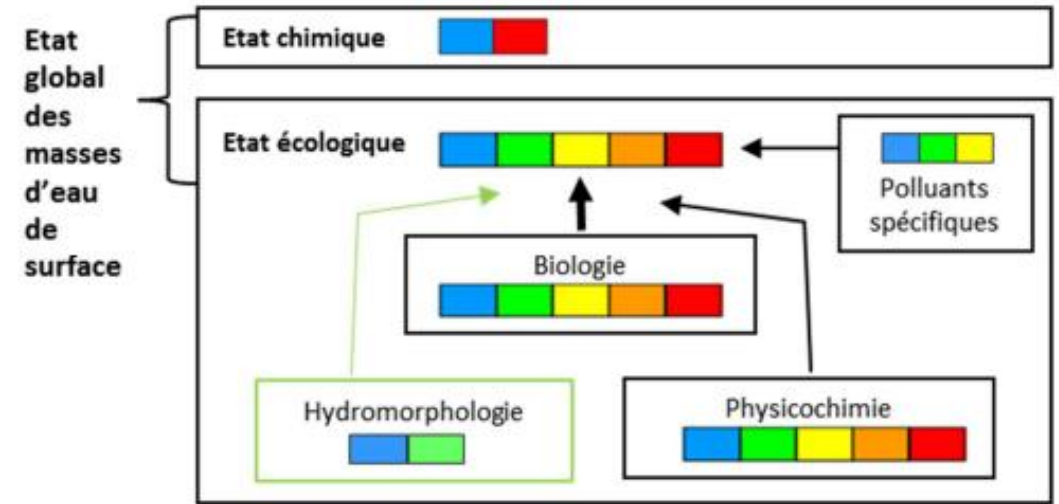 Etat
global
des
masses
d'eau
de
surface
Etat chimique
Etat écologique
Polluants
spécifiques
Biologie
Hydromorphologie
Physicochimie